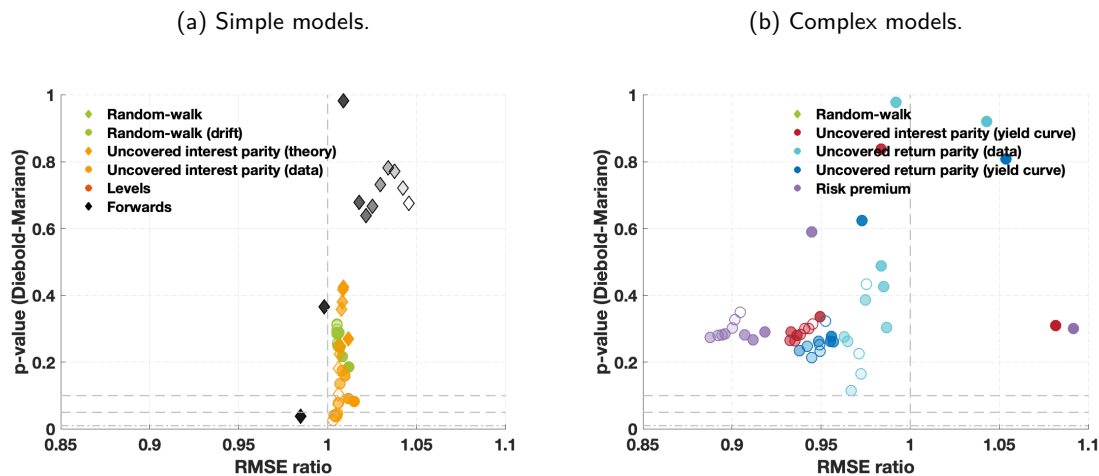 (a) Simple models.
1
Random-walk
Random-walk (drift)
Uncovered interest parity (theory)
Uncovered interest parity (data)
Levels
Forwards
0.8
0.6
0.4
0.2
0
p-value (Diebold-Mariano)
0.85
0.9
0.95
1
1.05
1.1
RMSE ratio
(b) Complex models.
1
Random-walk
Uncovered interest parity (yield curve)
Uncovered return parity (data)
Uncovered return parity (yield curve)
Risk premium
0.8
0.6
0.4
0.2
0
p-value (Diebold-Mariano)
0.85
0.9
0.95
1
1.05
1.1
RMSE ratio